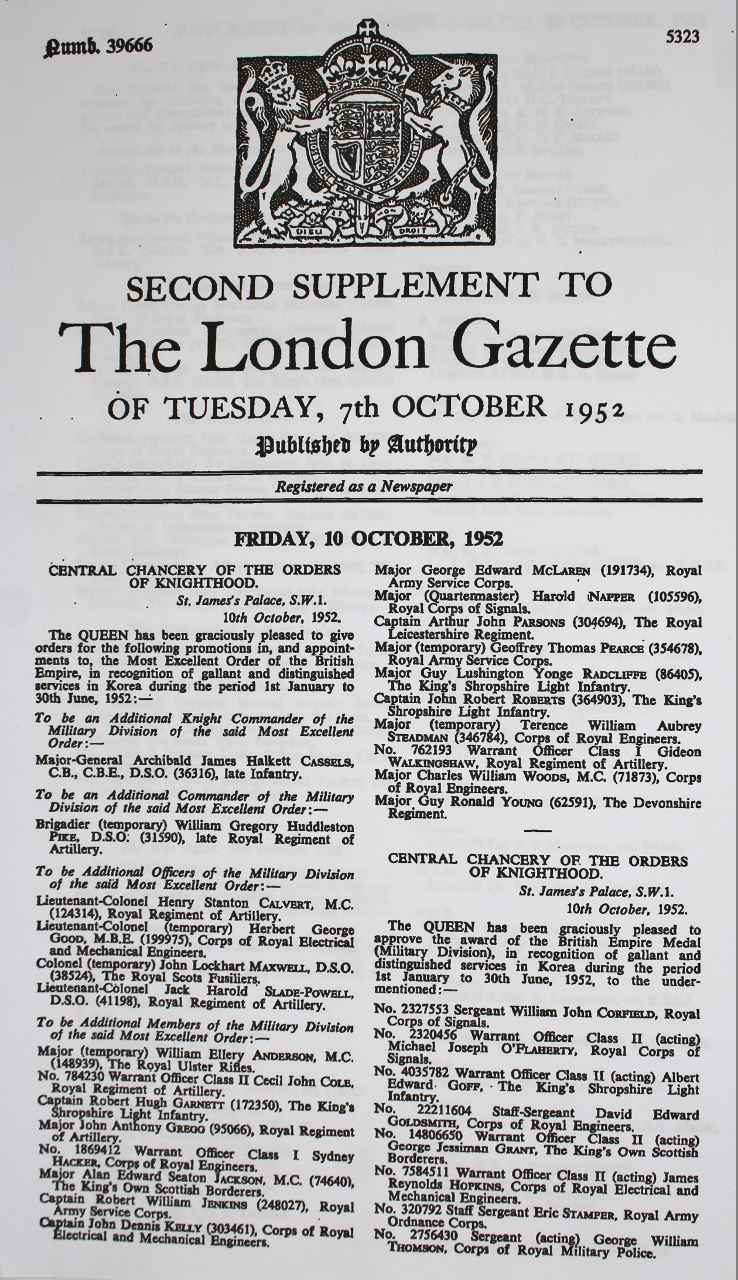 Numb. 39666
5323
DIEU ET MON DROIT
SECOND SUPPLEMENT TO
The London Gazette
OF TUESDAY, 7th OCTOBER 1952
Published by Authority
Registered as a Newspaper
FRIDAY, 10 OCTOBER, 1952
CENTRAL CHANCERY OF THE ORDERS
OF KNIGHTHOOD.
St. James's Palace, S.W.1.
10th October, 1952.
The QUEEN has been graciously pleased to give
orders for the following promotions in, and appoint-
ments to, the Most Excellent Order of the British
Empire, in recognition of gallant and distinguished
services in Korea during the period 1st January to
30th June, 1952:—
To be an Additional Knight Commander of the
Military Division of the said Most Excellent
Order:—
Major-General Archibald James Halkett CASSELS,
C.B., C.B.E., D.S.O. (36316), late Infantry.
To be an Additional Commander of the Military
Division of the said Most Excellent Order:—
Brigadier (temporary) William Gregory Huddleston
PIKE, D.S.O. (31590), late Royal Regiment of
Artillery.
To be Additional Officers of the Military Division
of the said Most Excellent Order:—
Lieutenant-Colonel Henry Stanton CALVERT, M.C.
(124314), Royal Regiment of Artillery.
Lieutenant-Colonel (temporary) Herbert George
GOOD, M.B.E. (199975), Corps of Royal Electrical
and Mechanical Engineers.
Colonel (temporary) John Lockhart MAXWELL, D.S.O.
(38524), The Royal Scots Fusiliers.
Lieutenant-Colonel Jack Harold SLADE-POWELL,
D.S.O. (41198), Royal Regiment of Artillery.
To be Additional Members of the Military Division
of the said Most Excellent Order:—
Major (temporary) William Ellery ANDERSON, M.C.
(148939), The Royal Ulster Rifles.
No. 784230 Warrant Officer Class II Cecil John COLE,
Royal Regiment of Artillery.
Captain Robert Hugh GARNETT (172350), The King's
Shropshire Light Infantry.
Major John Anthony GREGG (95066), Royal Regiment
of Artillery.
No. 1869412 Warrant Officer Class I Sydney
HACKER, Corps of Royal Engineers.
Major Alan Edward Seaton JACKSON, M.C. (74640),
The King's Own Scottish Borderers.
Captain Robert William JENKINS (248027), Royal
Army Service Corps.
Captain John Dennis KELLY (303461), Corps of Royal
Electrical and Mechanical Engineers.
Major George Edward MCLAREN (191734), Royal
Army Service Corps.
Major (Quartermaster) Harold NAPPER (105596),
Royal Corps of Signals.
Captain Arthur John PARSONS (304694), The Royal
Leicestershire Regiment.
Major (temporary) Geoffrey Thomas PEARCE (354678),
Royal Army Service Corps.
Major Guy Lushington Yonge RADCLIFFE (86405),
The King's Shropshire Light Infantry.
Captain John Robert ROBERTS (364903), The King's
Shropshire Light Infantry.
Major (temporary) Terence William Aubrey
STEADMAN (346784), Corps of Royal Engineers.
No. 762193 Warrant Officer Class I Gideon
WALKINGSHAW, Royal Regiment of Artillery.
Major Charles William WOODS, M.C. (71873), Corps
of Royal Engineers.
Major Guy Ronald YOUNG (62591), The Devonshire
Regiment.
CENTRAL CHANCERY OF THE ORDERS
OF KNIGHTHOOD.
St. James's Palace, S.W.1.
10th October, 1952.
The QUEEN has been graciously pleased to
approve the award of the British Empire Medal
(Military Division), in recognition of gallant and
distinguished services in Korea during the period
1st January to 30th June, 1952, to the under-
mentioned:—
No. 2327553 Sergeant William John CORFIELD, Royal
Corps of Signals.
No. 2320456 Warrant Officer Class II (acting)
Michael Joseph O'FLAHERTY, Royal Corps of
Signals.
No. 4035782 Warrant Officer Class II (acting) Albert
Edward GOFF, The King's Shropshire Light
Infantry.
No. 22211604 Staff-Sergeant David Edward
GOLDSMITH, Corps of Royal Engineers.
No. 14806650 Warrant Officer Class II (acting)
George Jessiman GRANT, The King's Own Scottish
Borderers.
No. 7584511 Warrant Officer Class II (acting) James
Reynolds HOPKINS, Corps of Royal Electrical and
Mechanical Engineers.
No. 320792 Staff Sergeant Eric STAMPER, Royal Army
Ordnance Corps.
No. 2756430 Sergeant (acting) George William
THOMSON, Corps of Royal Military Police.